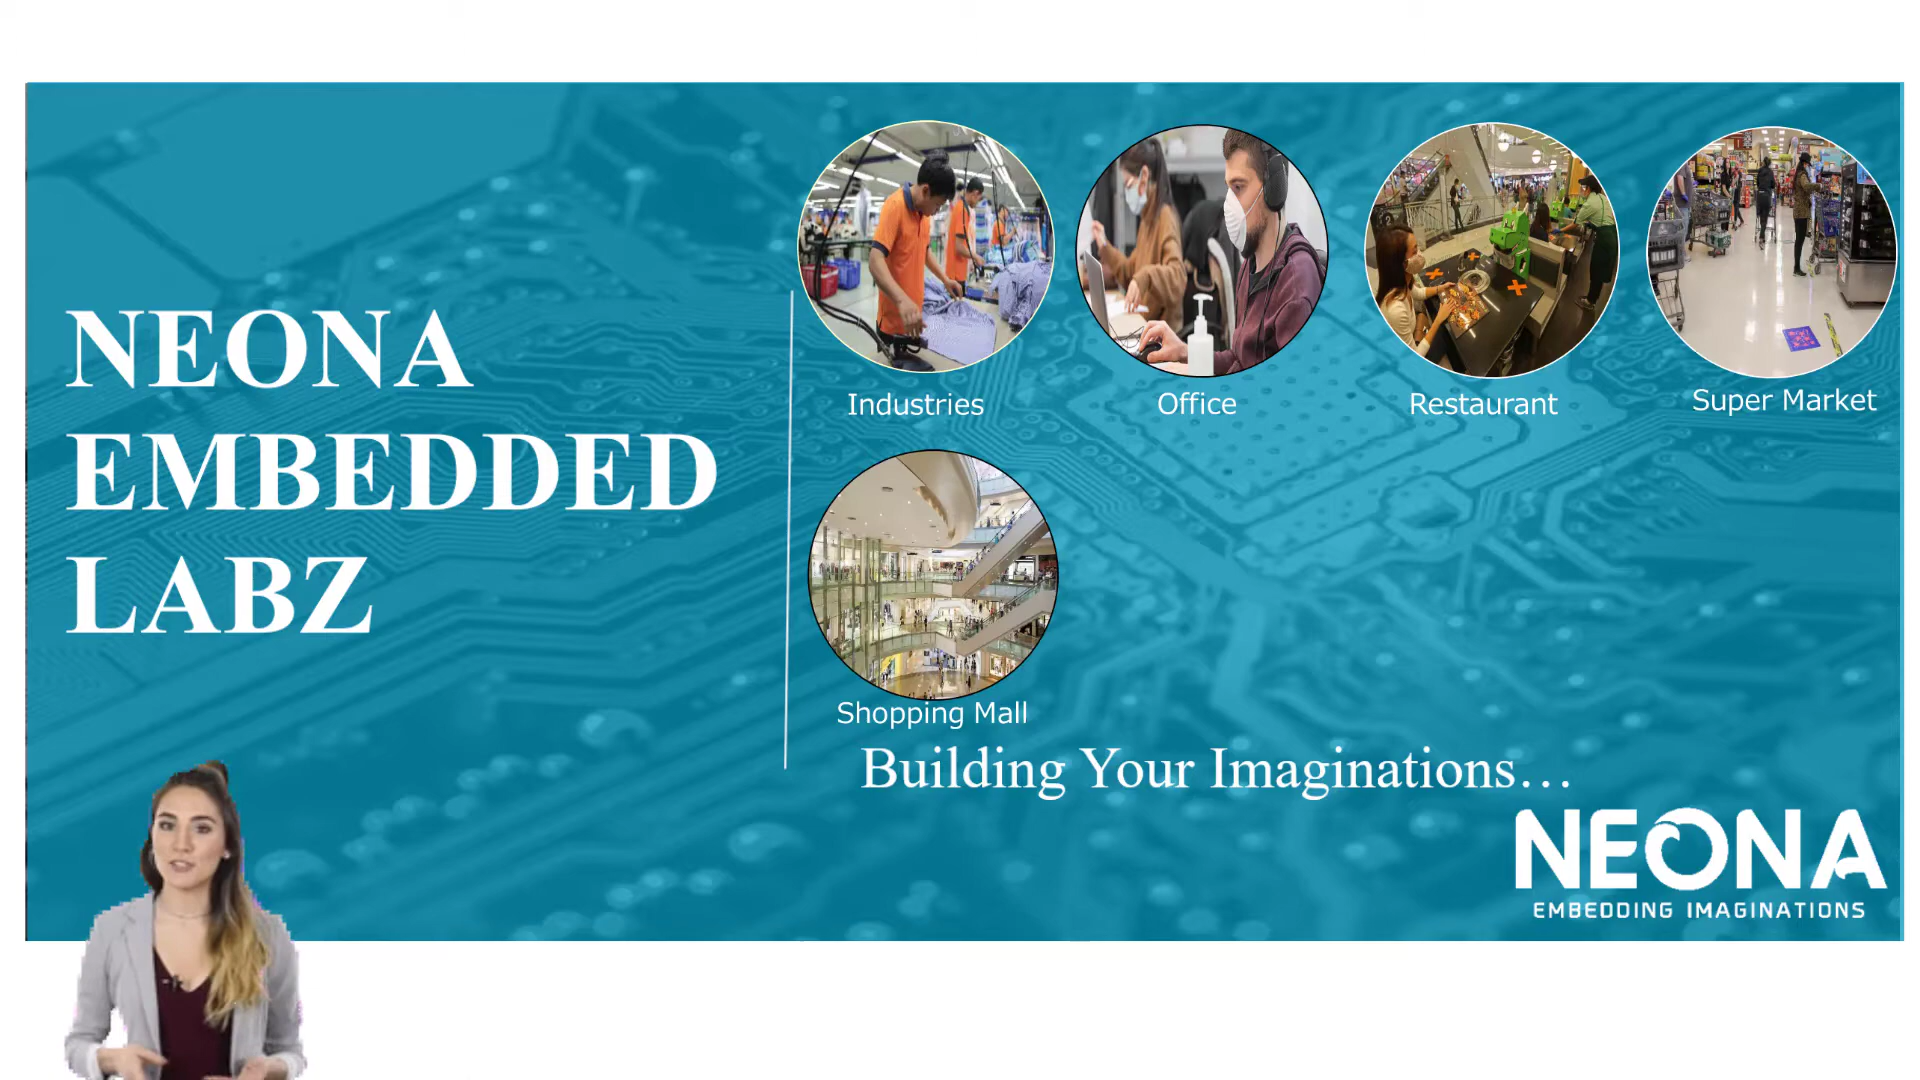 NEONA
EMBEDDED
LABZ
Industries
Office
Restaurant
Super Market
Shopping Mall
Building Your Imaginations...
NEONA
EMBEDDING IMAGINATIONS